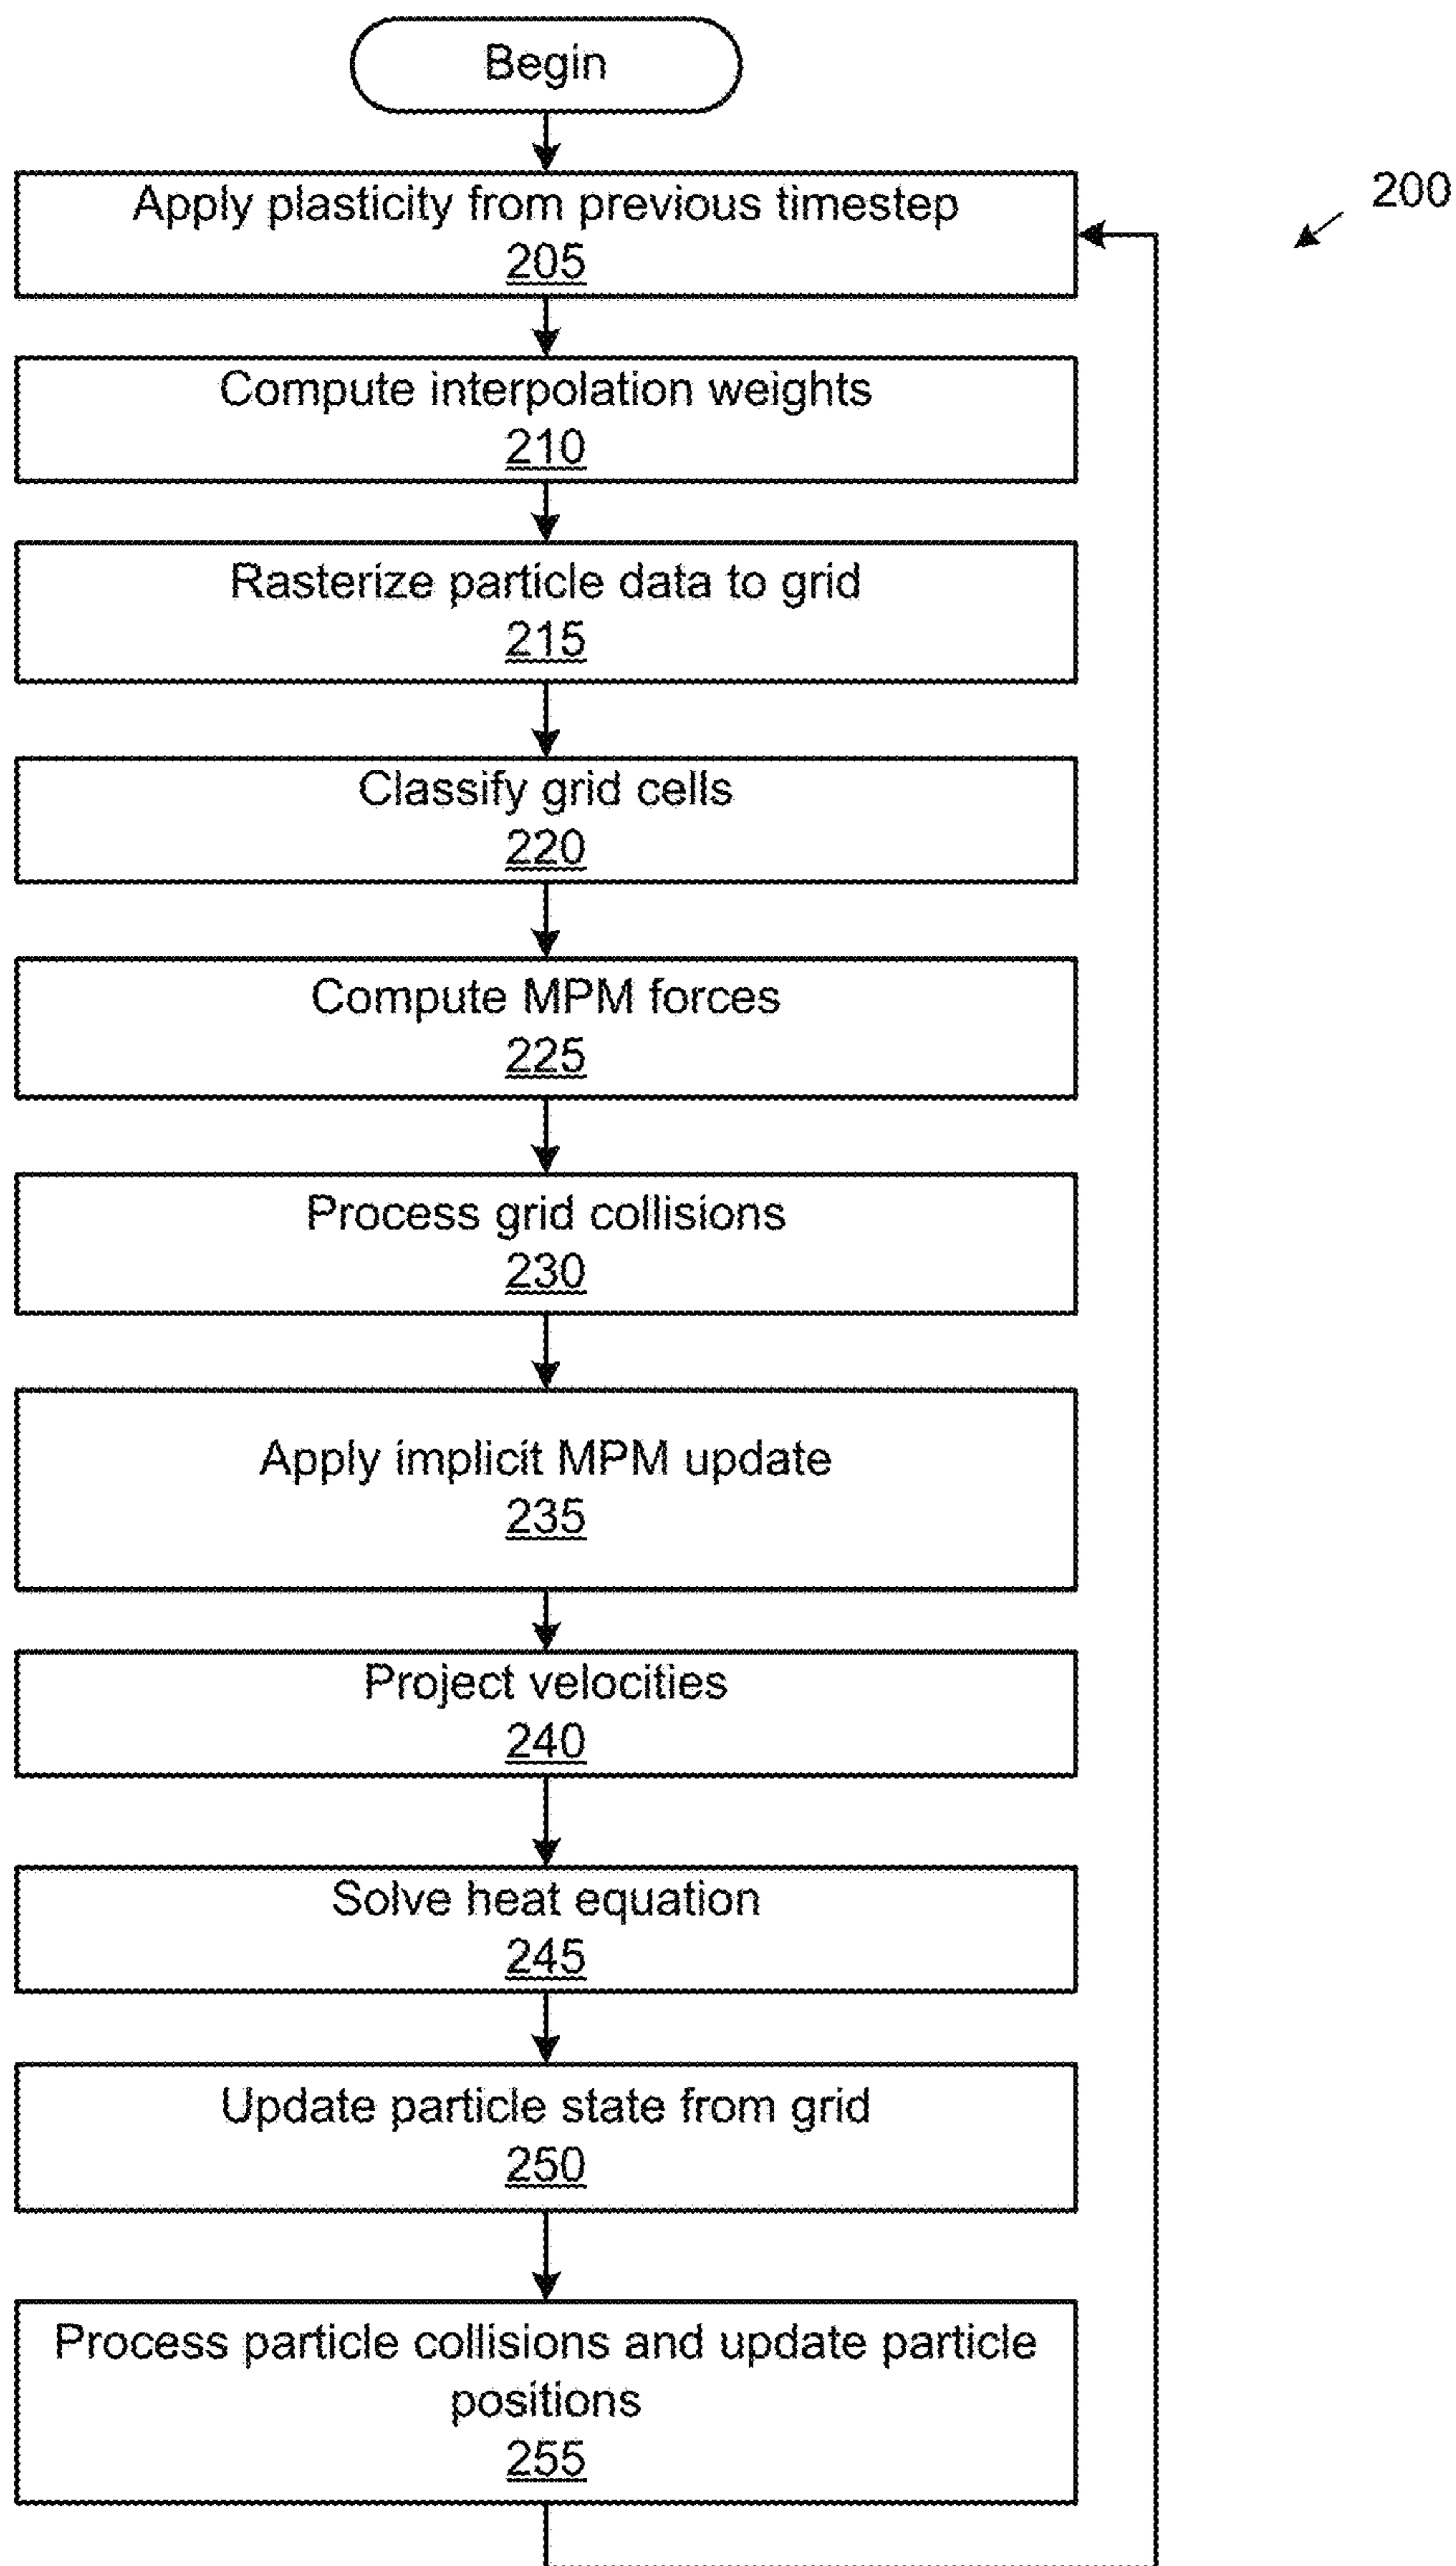 Begin
Apply plasticity from previous timestep
205
200
Compute interpolation weights
210
Rasterize particle data to grid
215
Classify grid cells
220
Compute MPM forces
225
Process grid collisions
230
Apply implicit MPM update
235
Project velocities
240
Solve heat equation
245
Update particle state from grid
250
Process particle collisions and update particle
positions
255